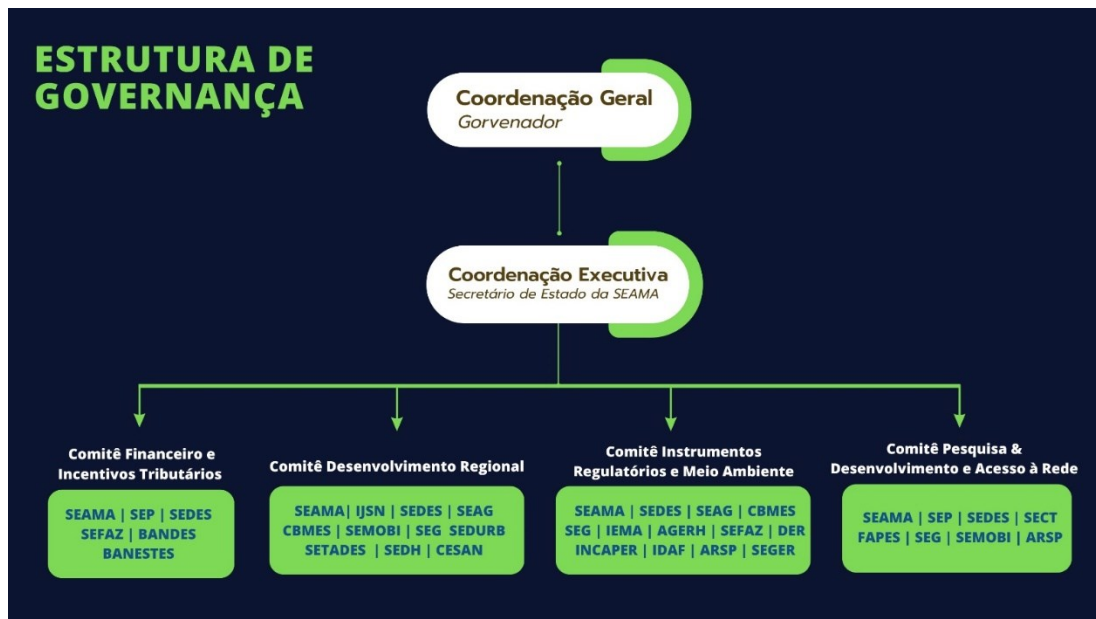 ESTRUTURA DE
GOVERNANÇA
Coordenação Geral
Gorvenador
Coordenação Executiva
Secretário de Estado da SEAMA
Comitê Financeiro e
Incentivos Tributários
SEAMA | SEP | SEDES
SEFAZ | BANDES
BANESTES
Comitê Desenvolvimento Regional
SEAMA| IJSN | SEDES | SEAG
CBMES | SEMOBI | SEG SEDURB
SETADES | SEDH | CESAN
Comitê Instrumentos
Regulatórios e Meio Ambiente
SEAMA | SEDES | SEAG | CBMES
SEG | IEMA | AGERH | SEFAZ | DER
INCAPER | IDAF | ARSP | SEGER
Comitê Pesquisa &
Desenvolvimento e Acesso à Rede
SEAMA | SEP | SEDES | SECT
FAPES | SEG | SEMOBI | ARSP